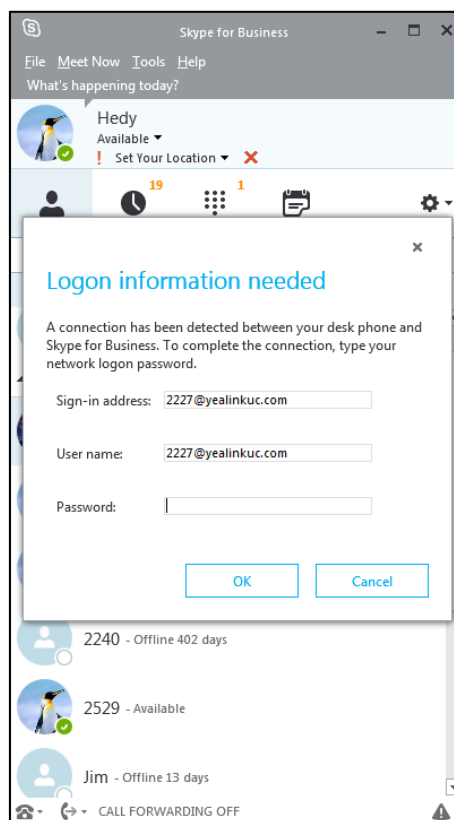 Skype for Business
File Meet Now Tools Help
What's happening today?
Hedy
Available
! Set Your Location
19
1
Logon information needed
A connection has been detected between your desk phone and
Skype for Business. To complete the connection, type your
network logon password.
Sign-in address: 2227@yealinkuc.com
User name: 2227@yealinkuc.com
Password:
OK Cancel
2240 - Offline 402 days
2529 - Available
Jim - Offline 13 days
CALL FORWARDING OFF